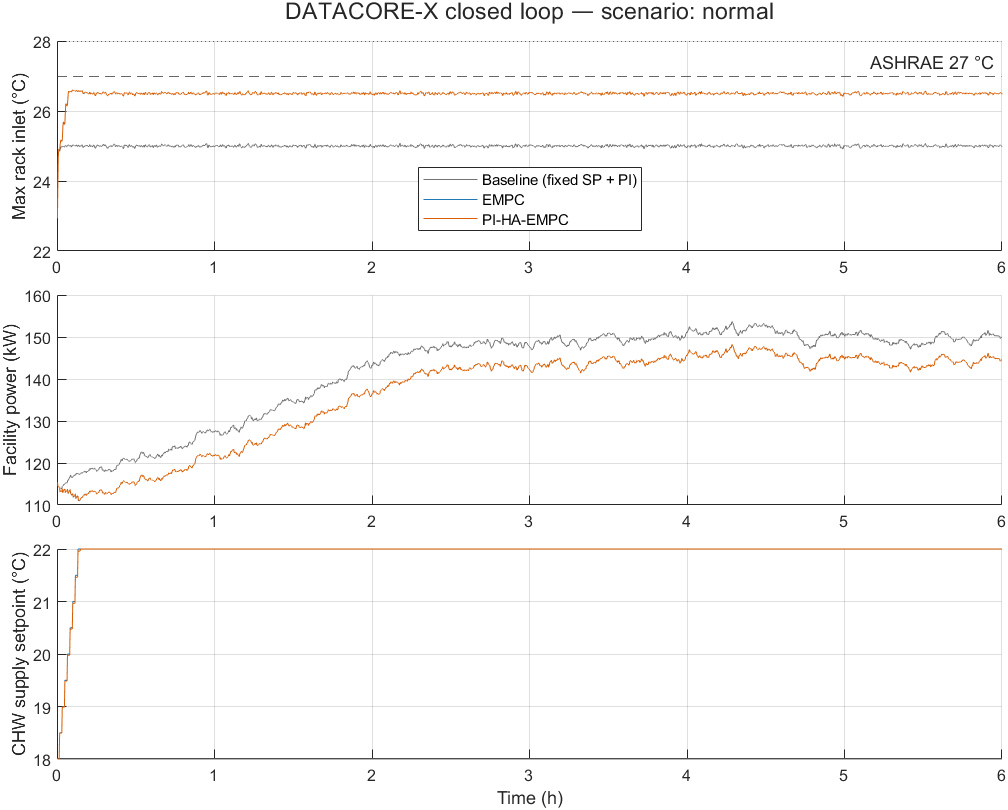 DATACORE-X closed loop — scenario: normal
28
26
24
22
Max rack inlet (°C)
ASHRAE 27 °C
Baseline (fixed SP + PI)
EMPC
PI-HA-EMPC
0 1 2 3 4 5 6
160
150
140
130
120
110
Facility power (kW)
0 1 2 3 4 5 6
22
21
20
19
18
CHW supply setpoint (°C)
0 1 2 3 4 5 6
Time (h)